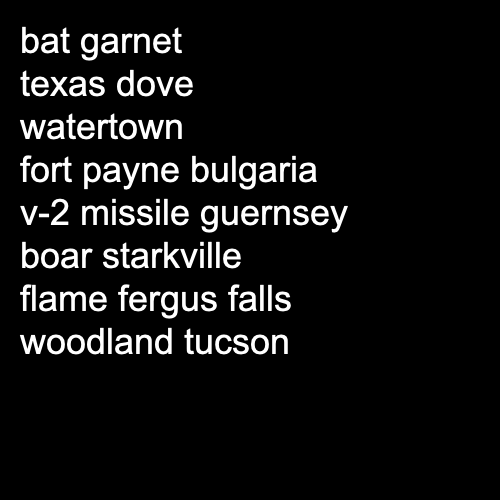 bat garnet
texas dove
watertown
fort payne bulgaria
v-2 missile guernsey
boar starkville
flame fergus falls
woodland tucson